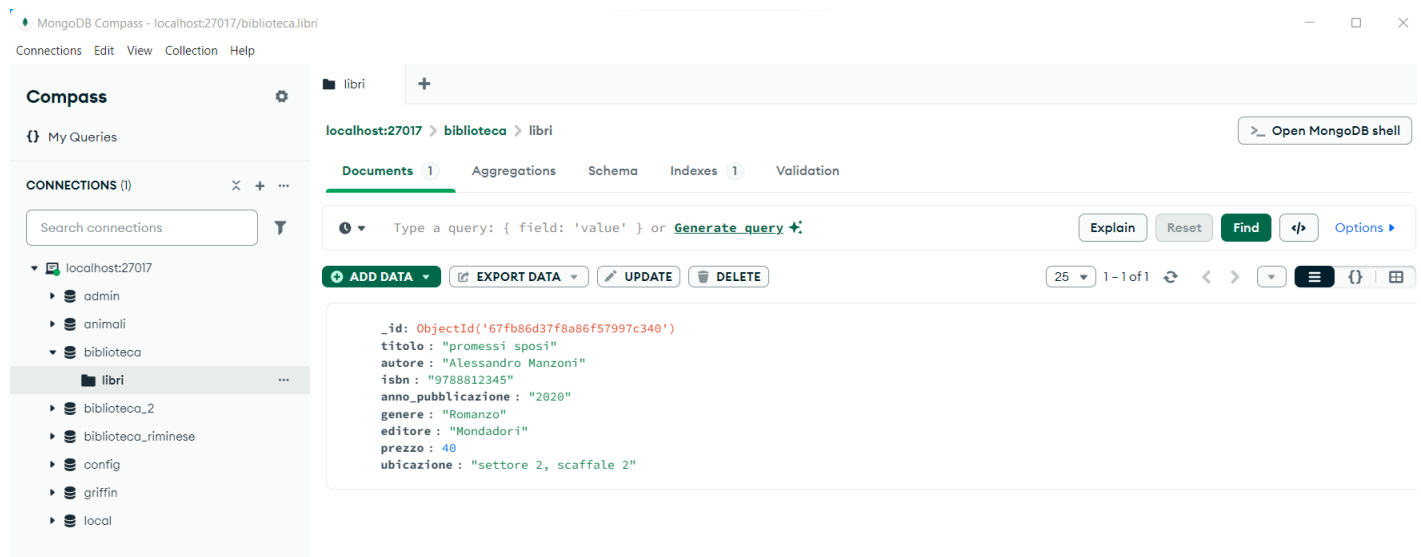 MongoDB Compass - localhost:27017/biblioteca.libri
Connections Edit View Collection Help
Compass
{} My Queries
CONNECTIONS (1)
Search connections
localhost:27017
admin
animali
biblioteca
libri
biblioteca_2
biblioteca_riminese
config
griffin
local
libri
localhost:27017 > biblioteca > libri
>_ Open MongoDB shell
Documents 1 Aggregations Schema Indexes 1 Validation
Type a query: { field: 'value' } or Generate query
Explain Reset Find </> Options
ADD DATA EXPORT DATA UPDATE DELETE
25 1 – 1 of 1 {}
_id: ObjectId('67fb86d37f8a86f57997c340')
titolo : "promessi sposi"
autore : "Alessandro Manzoni"
isbn : "9788812345"
anno_pubblicazione : "2020"
genere : "Romanzo"
editore : "Mondadori"
prezzo : 40
ubicazione : "settore 2, scaffale 2"